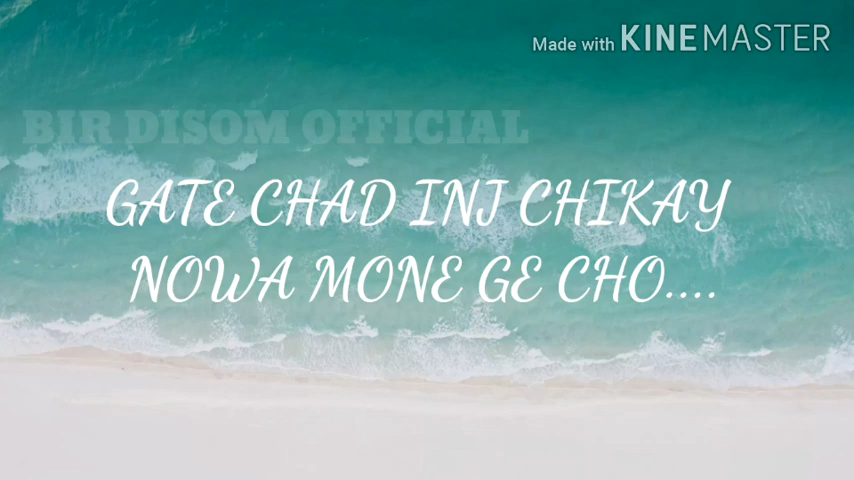 Made with KINEMASTER
BIR DISOM OFFICIAL
GATE CHAD INJ CHIKAY
NOWA MONE GE CHO....